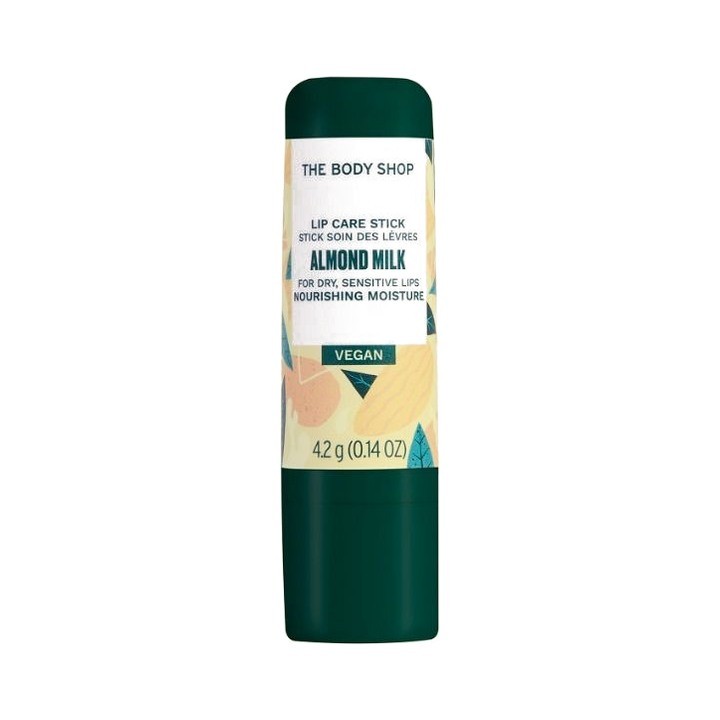 THE BODY SHOP
LIP CARE STICK
STICK SOIN DES LÈVRES
ALMOND MILK
FOR DRY, SENSITIVE LIPS
NOURISHING MOISTURE
VEGAN
4.2 g (0.14 OZ)